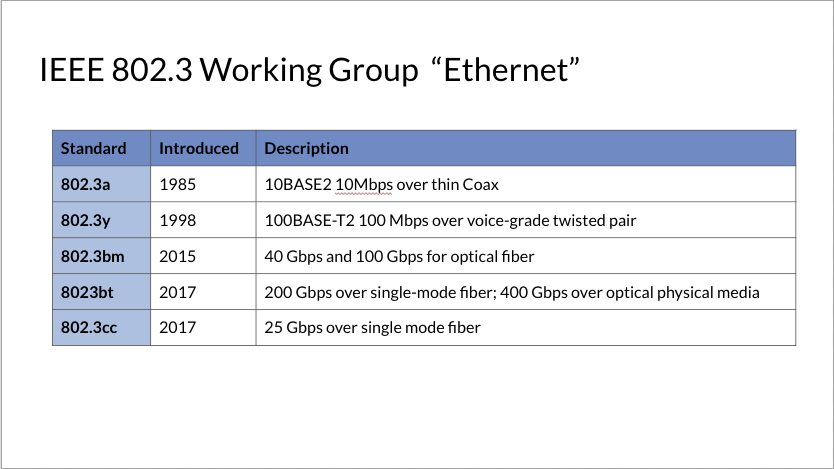 IEEE 802.3 Working Group “Ethernet”
Standard Introduced Description
802.3a 1985 10BASE2 10Mbps over thin Coax
802.3y 1998 100BASE-T2 100 Mbps over voice-grade twisted pair
802.3bm 2015 40 Gbps and 100 Gbps for optical fiber
8023bt 2017 200 Gbps over single-mode fiber; 400 Gbps over optical physical media
802.3cc 2017 25 Gbps over single mode fiber